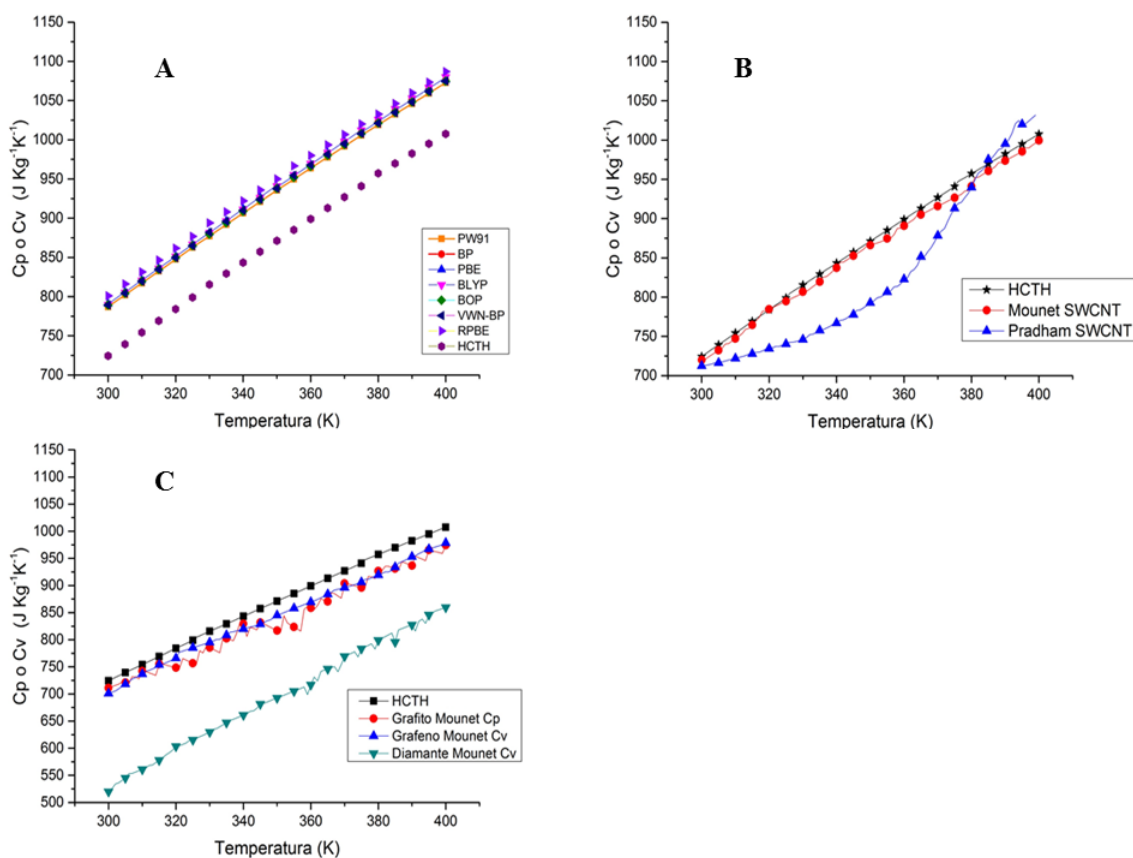 A
Cp o Cv (J Kg⁻¹K⁻¹)
1150
1100
1050
1000
950
900
850
800
750
700
PW91
BP
PBE
BLYP
BOP
VWN-BP
RPBE
HCTH
300 320 340 360 380 400
Temperatura (K)
B
Cp o Cv (J Kg⁻¹K⁻¹)
1150
1100
1050
1000
950
900
850
800
750
700
HCTH
Mounet SWCNT
Pradham SWCNT
300 320 340 360 380 400
Temperatura (K)
C
Cp o Cv (J Kg⁻¹K⁻¹)
1150
1100
1050
1000
950
900
850
800
750
700
650
600
550
500
HCTH
Grafito Mounet Cp
Grafeno Mounet Cv
Diamante Mounet Cv
300 320 340 360 380 400
Temperatura (K)